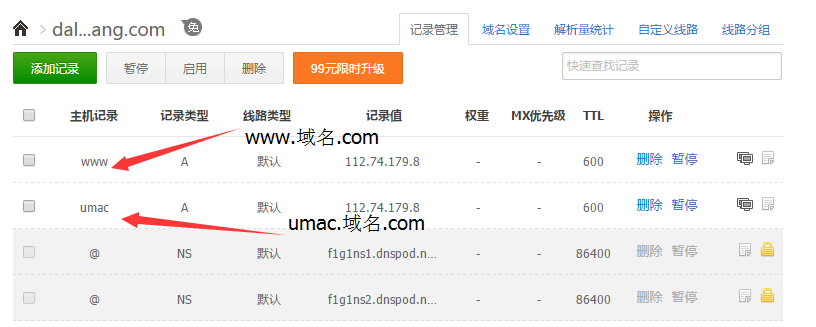 dal...ang.com 免 记录管理 域名设置 解析量统计 自定义线路 线路分组
添加记录 暂停 启用 删除 99元限时升级 快速查找记录
主机记录 记录类型 线路类型 记录值 权重 MX优先级 TTL 操作
www.域名.com
www A 默认 112.74.179.8 - - 600 删除 暂停
umac A 默认 112.74.179.8 - - 600 删除 暂停
umac.域名.com
@ NS 默认 f1g1ns1.dnspod.n... - - 86400 删除 暂停
@ NS 默认 f1g1ns2.dnspod.n... - - 86400 删除 暂停